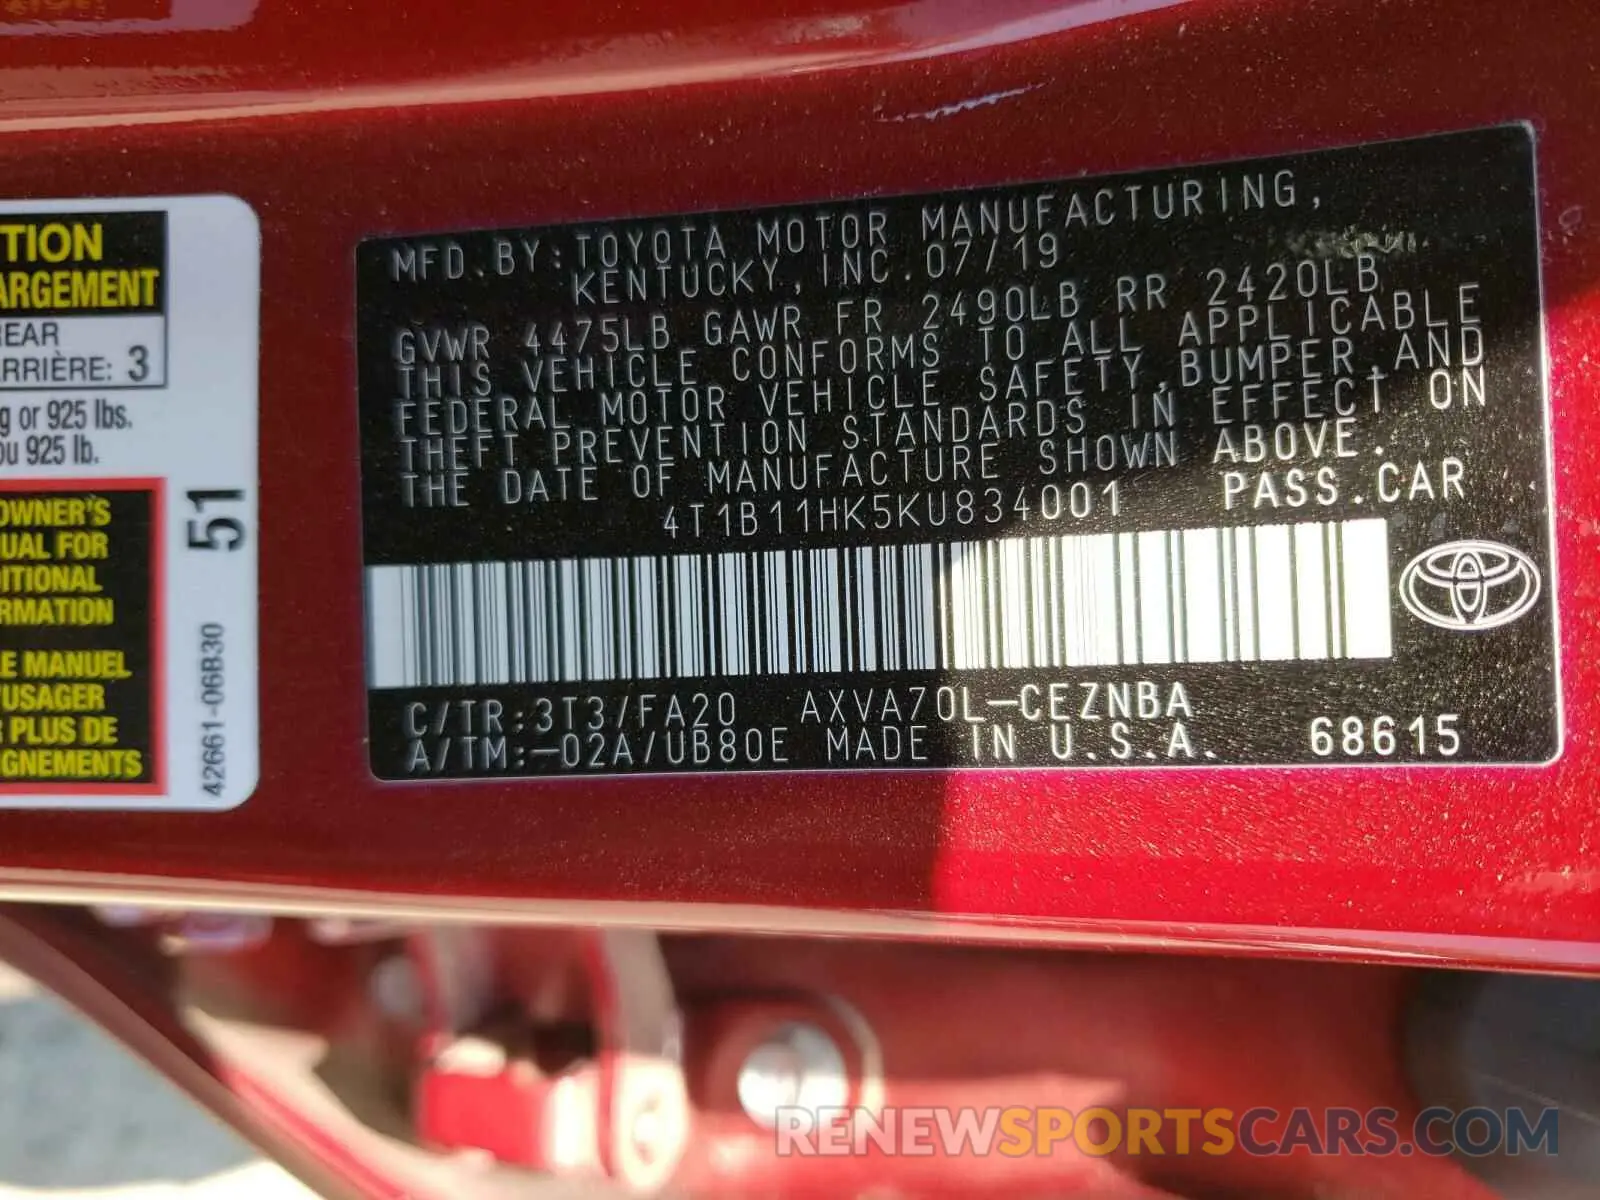 TION
ARGEMENT
REAR
ARRIÈRE: 3
g or 925 lbs.
ou 925 lb.
OWNER'S
UAL FOR
DITIONAL
RMATION
E MANUEL
'USAGER
R PLUS DE
GNEMENTS
51
42661-06B30
MFD.BY:TOYOTA MOTOR MANUFACTURING,
KENTUCKY, INC.07/19
GVWR 4475LB GAWR FR 2490LB RR 2420LB
THIS VEHICLE CONFORMS TO ALL APPLICABLE
FEDERAL MOTOR VEHICLE SAFETY,BUMPER,AND
THEFT PREVENTION STANDARDS IN EFFECT ON
THE DATE OF MANUFACTURE SHOWN ABOVE.
4T1B11HK5KU834001 PASS.CAR
C/TR:3T3/FA20 AXVA70L-CEZNBA
A/TM:-02A/UB80E MADE IN U.S.A. 68615
RENEWSPORTSCARS.COM